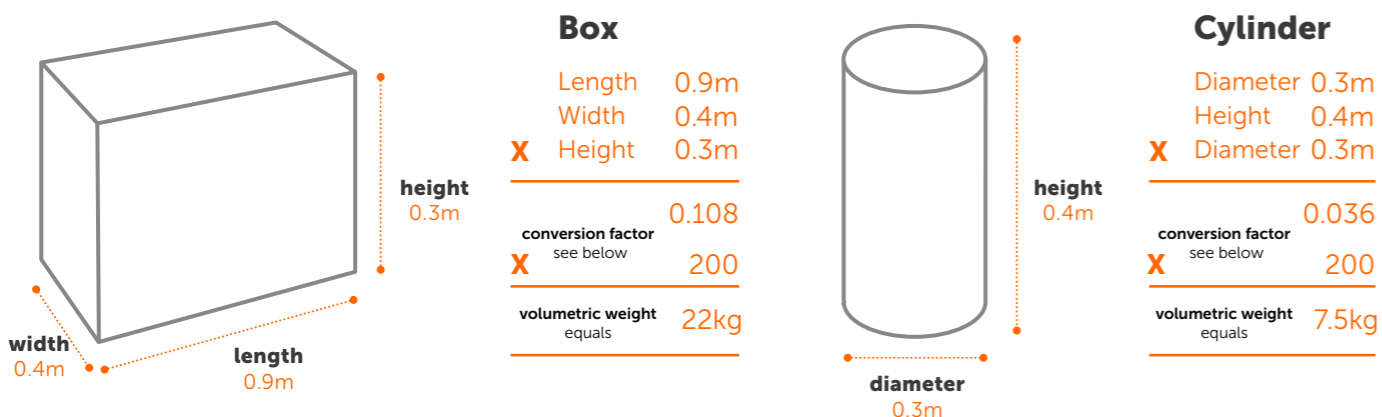 height
0.3m
width
0.4m
length
0.9m
Box
Length 0.9m
Width 0.4m
X Height 0.3m
0.108
conversion factor
see below
X 200
volumetric weight
equals
22kg
height
0.4m
diameter
0.3m
Cylinder
Diameter 0.3m
Height 0.4m
X Diameter 0.3m
0.036
conversion factor
see below
X 200
volumetric weight
equals
7.5kg